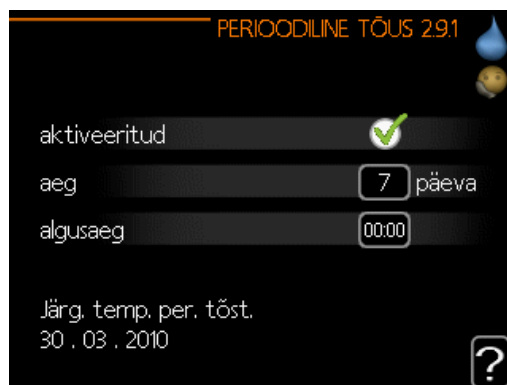 PERIOODILINE TÕUS 2.9.1
aktiveeritud
aeg 7 päeva
algusaeg 00:00
Järg. temp. per. tõst.
30 . 03 . 2010
?